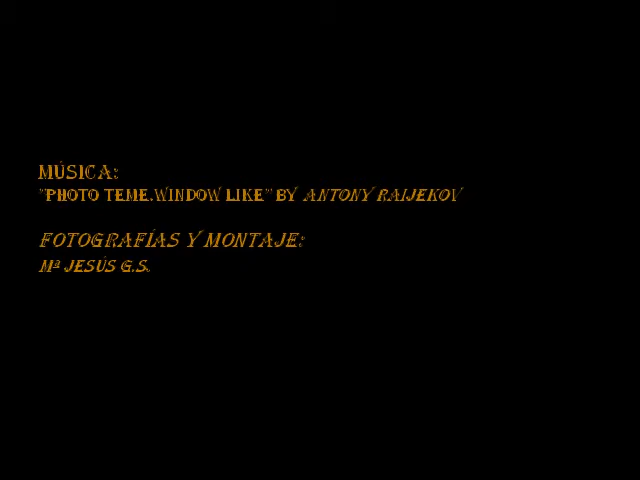 MÚSICA:
"PHOTO TEME.WINDOW LIKE" BY ANTONY RAIJEKOV
FOTOGRAFÍAS Y MONTAJE:
Mª JESÚS G.S.